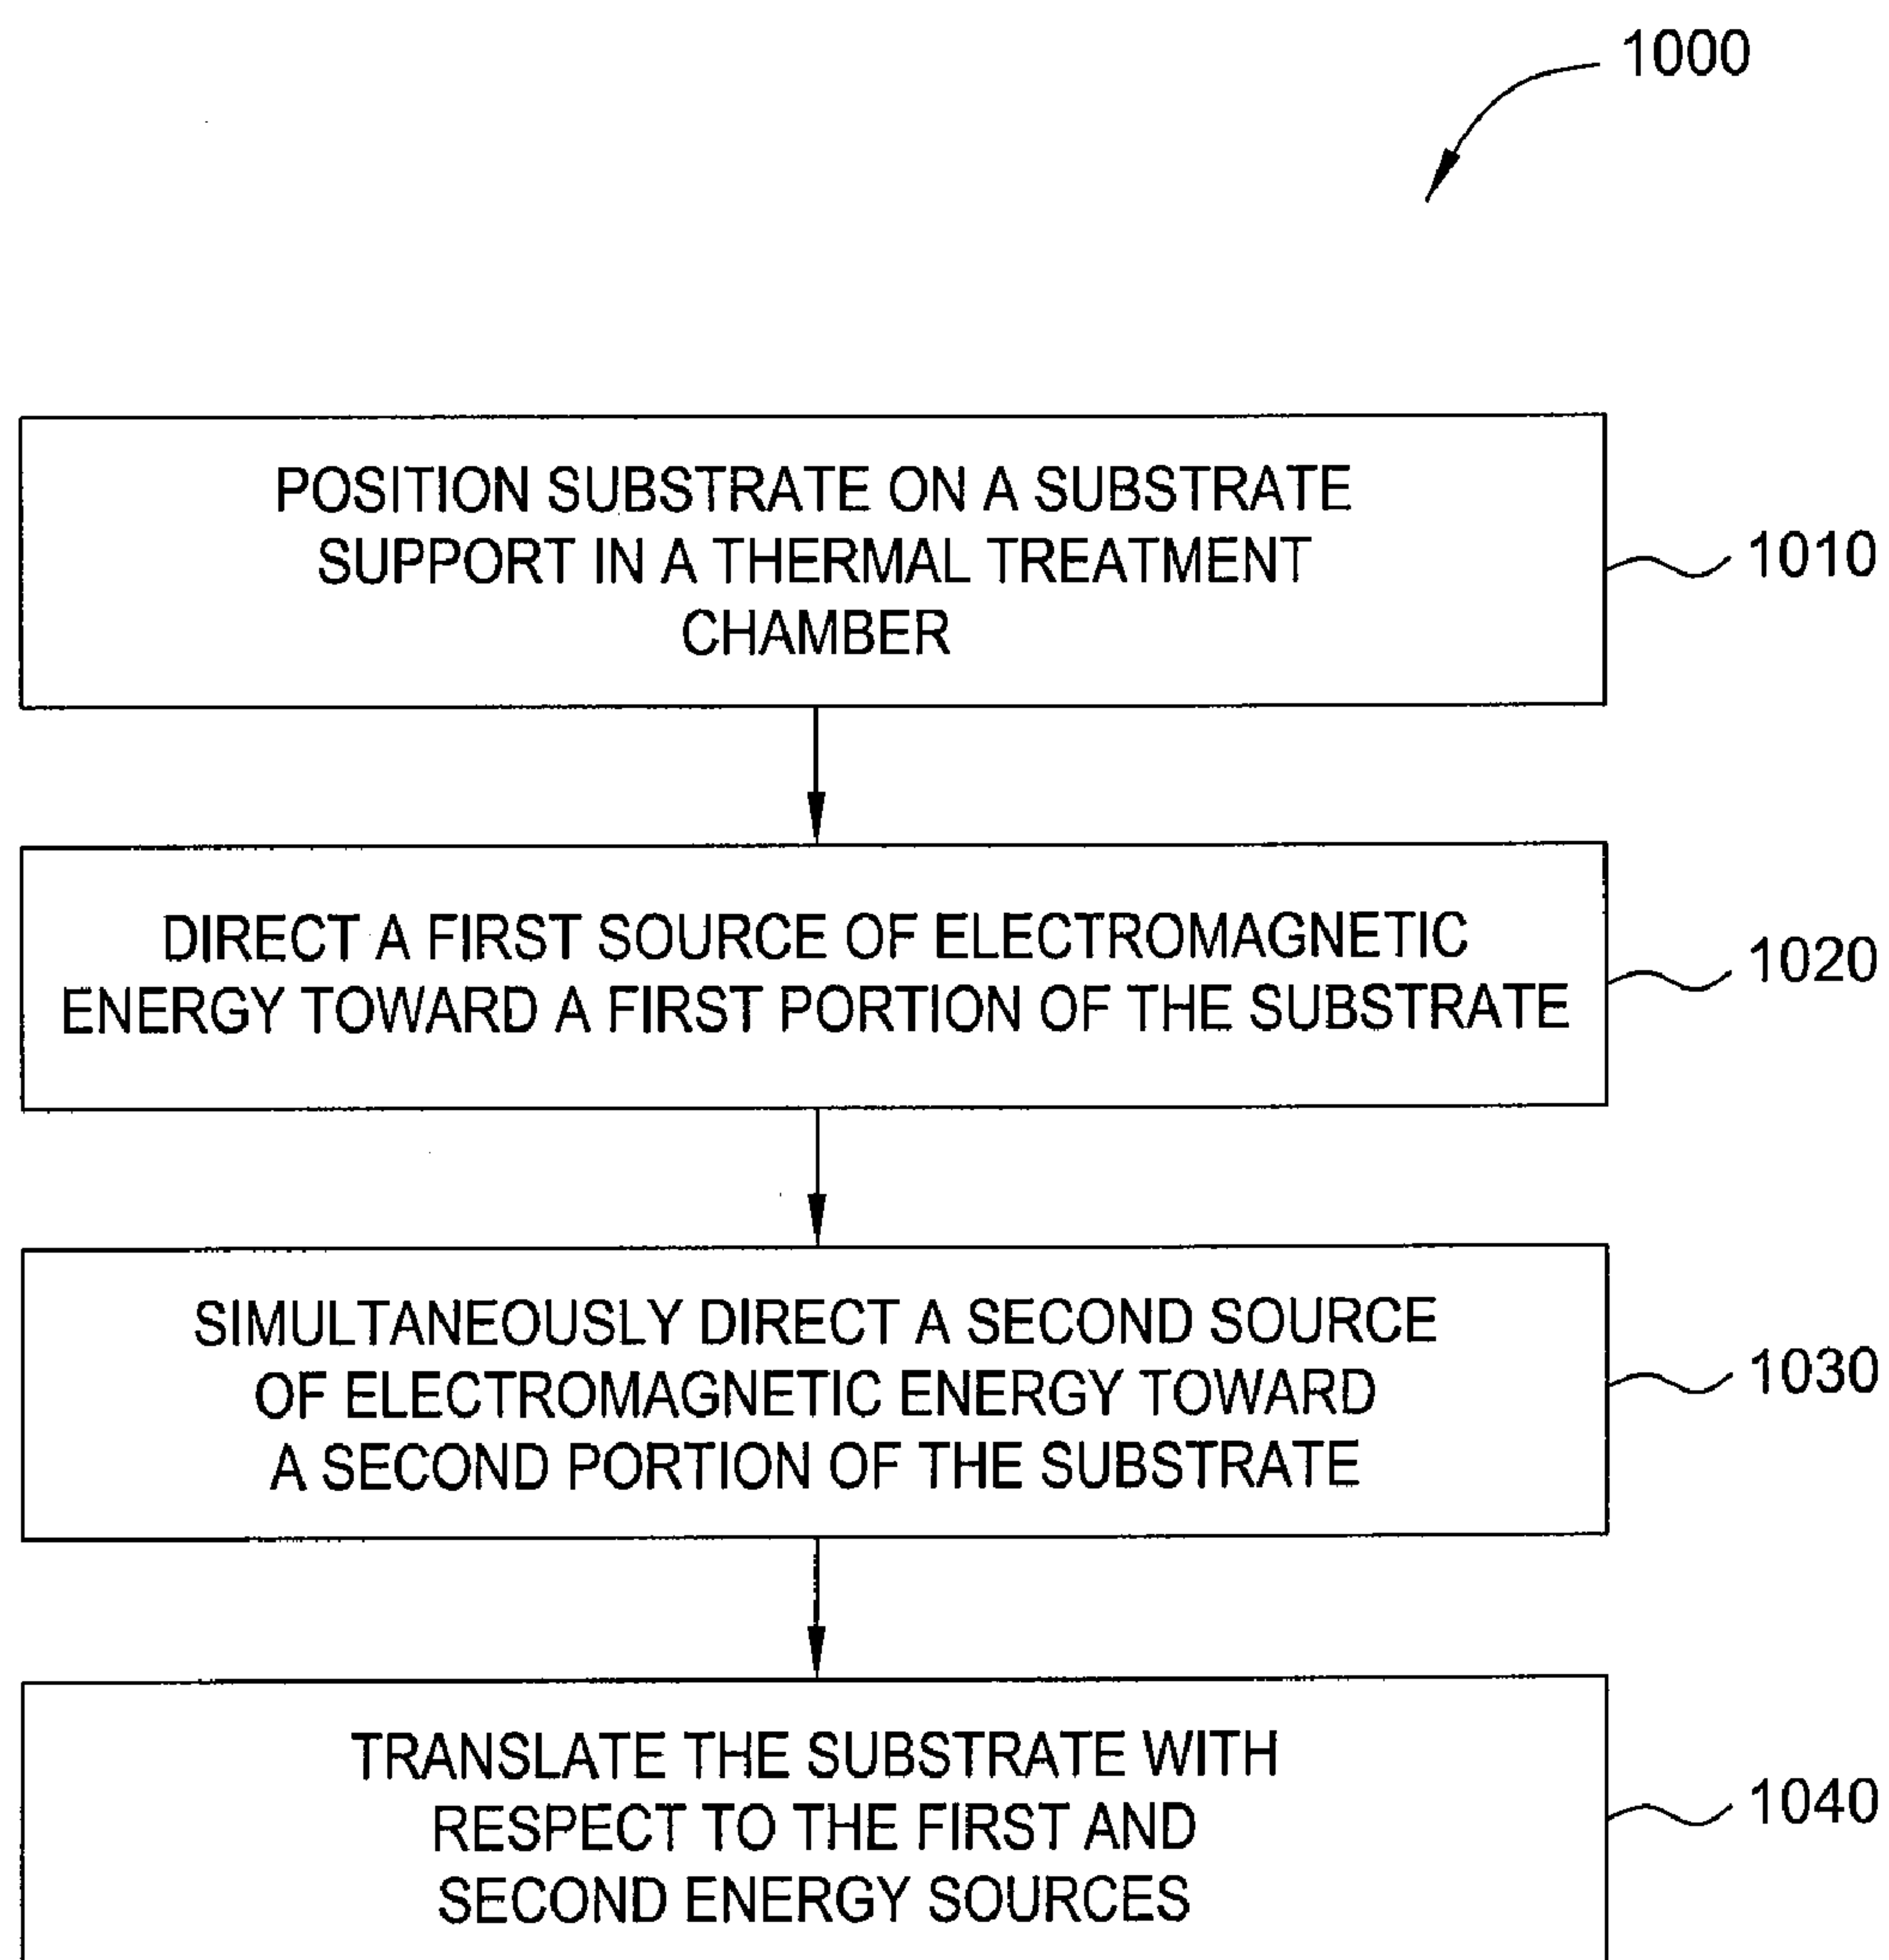 1000
POSITION SUBSTRATE ON A SUBSTRATE
SUPPORT IN A THERMAL TREATMENT
CHAMBER
1010
DIRECT A FIRST SOURCE OF ELECTROMAGNETIC
ENERGY TOWARD A FIRST PORTION OF THE SUBSTRATE
1020
SIMULTANEOUSLY DIRECT A SECOND SOURCE
OF ELECTROMAGNETIC ENERGY TOWARD
A SECOND PORTION OF THE SUBSTRATE
1030
TRANSLATE THE SUBSTRATE WITH
RESPECT TO THE FIRST AND
SECOND ENERGY SOURCES
1040